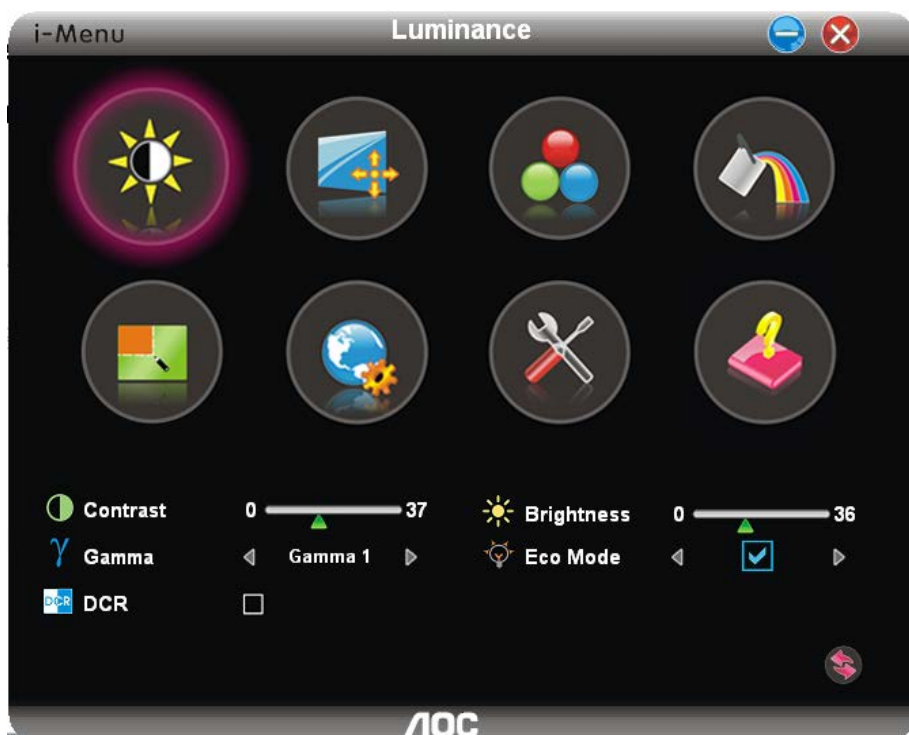 i-Menu
Luminance
Contrast 0 37
Brightness 0 36
γ Gamma Gamma 1
Eco Mode
DCR DCR
AOC